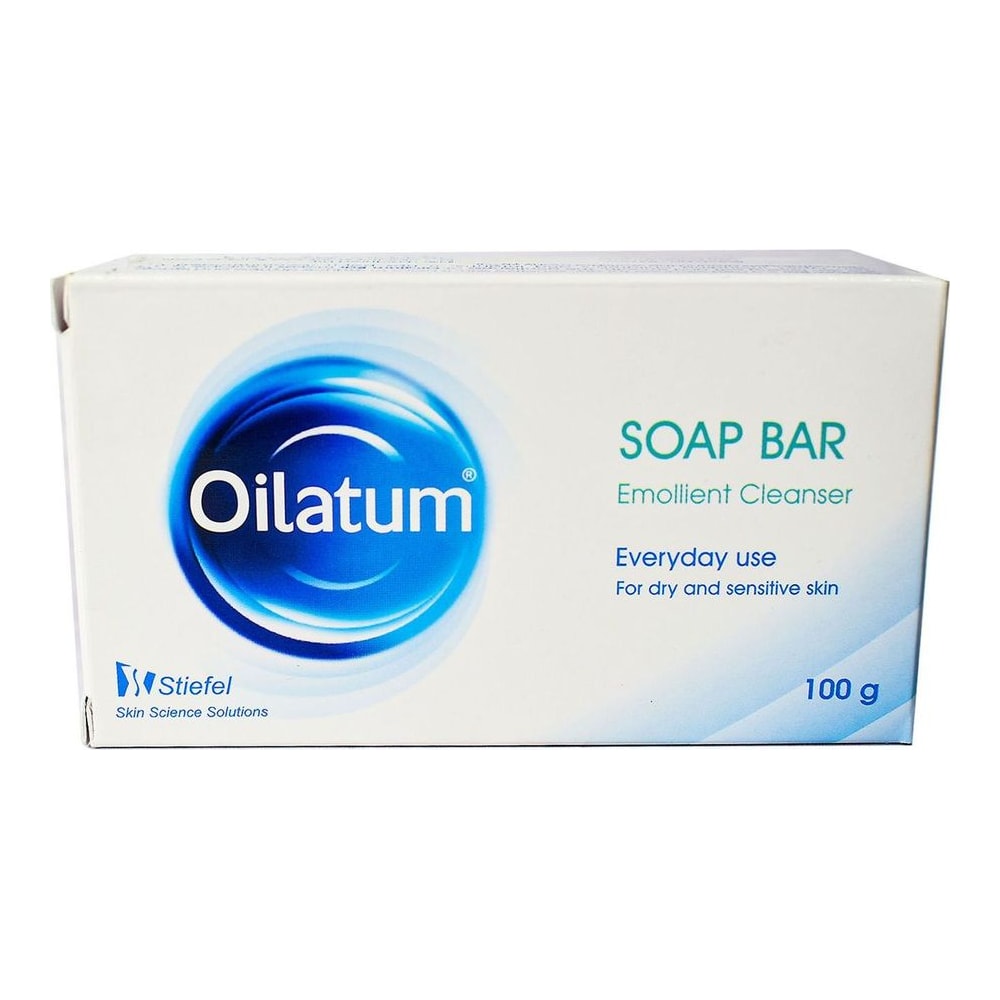 Oilatum®
SOAP BAR
Emollient Cleanser
Everyday use
For dry and sensitive skin
Stiefel
Skin Science Solutions
100 g